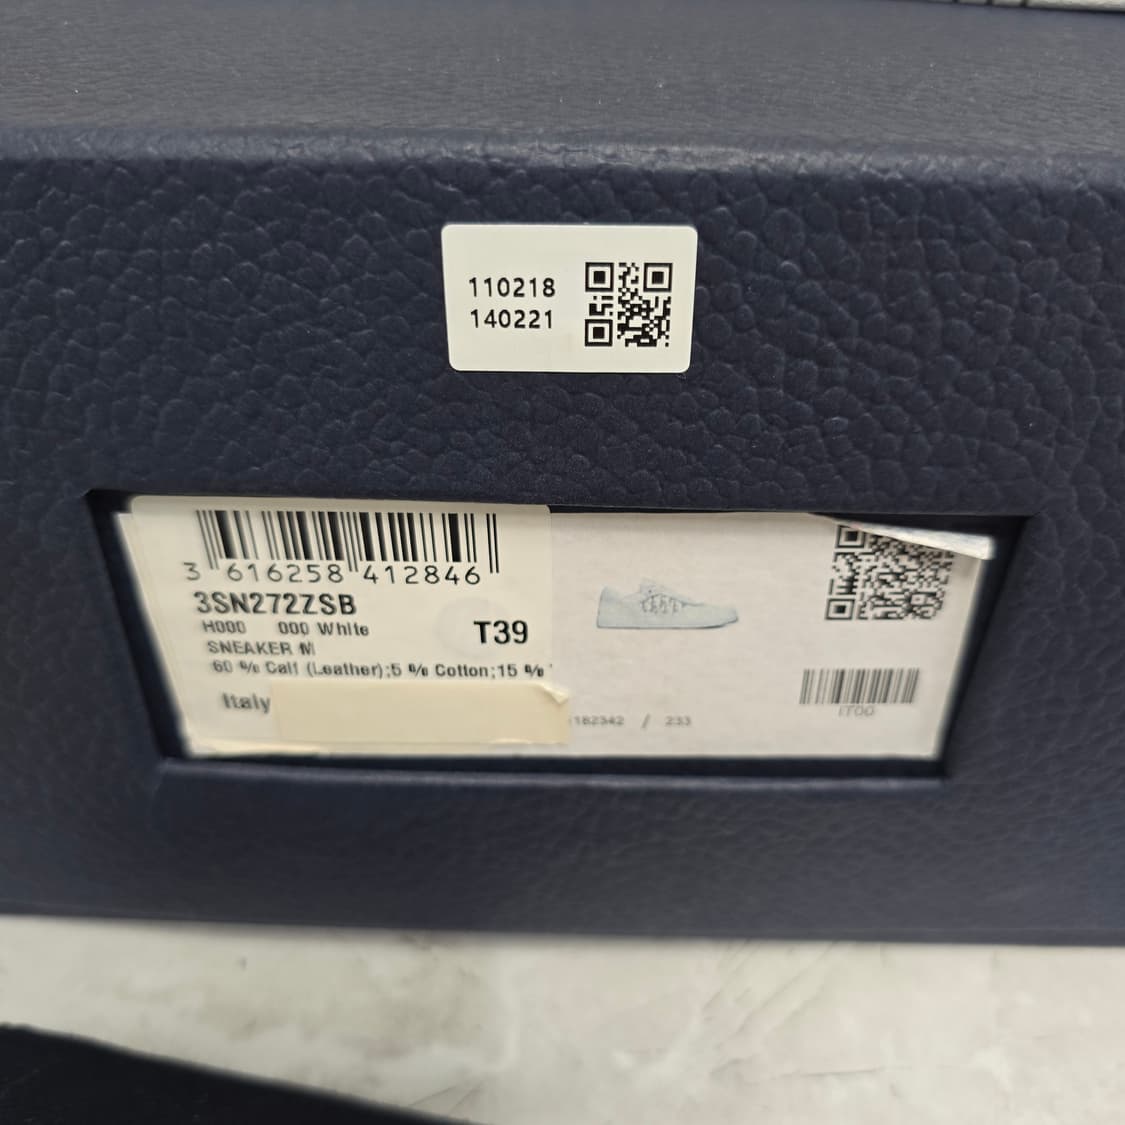 110218
140221
3 616258 412846
3SN272ZSB
H000 000 White
T39
SNEAKER M
60 % Calf (Leather);5 % Cotton;15 %
Italy
182342 / 233
IT00